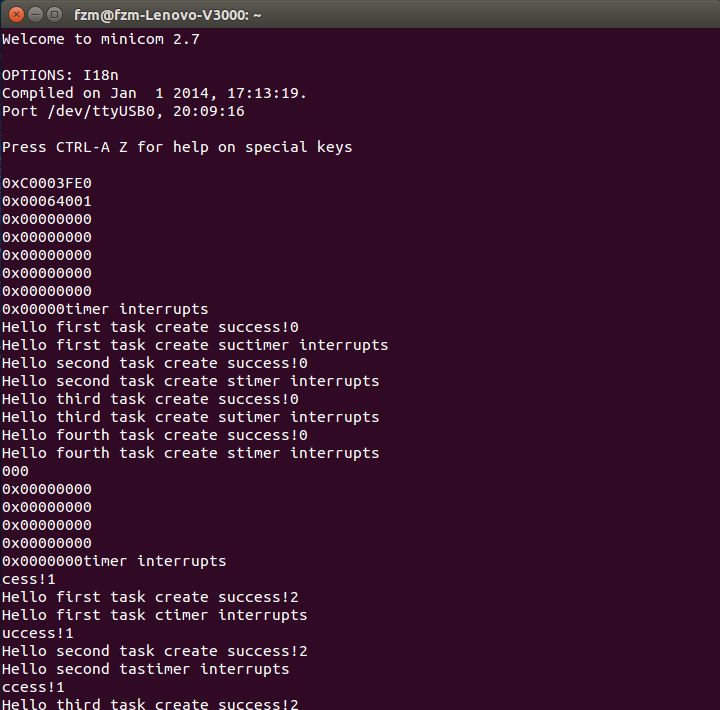 fzm@fzm-Lenovo-V3000: ~
Welcome to minicom 2.7
OPTIONS: I18n
Compiled on Jan  1 2014, 17:13:19.
Port /dev/ttyUSB0, 20:09:16
Press CTRL-A Z for help on special keys
0xC0003FE0
0x00064001
0x00000000
0x00000000
0x00000000
0x00000000
0x00000000
0x00000timer interrupts
Hello first task create success!0
Hello first task create suctimer interrupts
Hello second task create success!0
Hello second task create stimer interrupts
Hello third task create success!0
Hello third task create sutimer interrupts
Hello fourth task create success!0
Hello fourth task create stimer interrupts
000
0x00000000
0x00000000
0x00000000
0x00000000
0x0000000timer interrupts
cess!1
Hello first task create success!2
Hello first task ctimer interrupts
uccess!1
Hello second task create success!2
Hello second tastimer interrupts
ccess!1
Hello third task create success!2